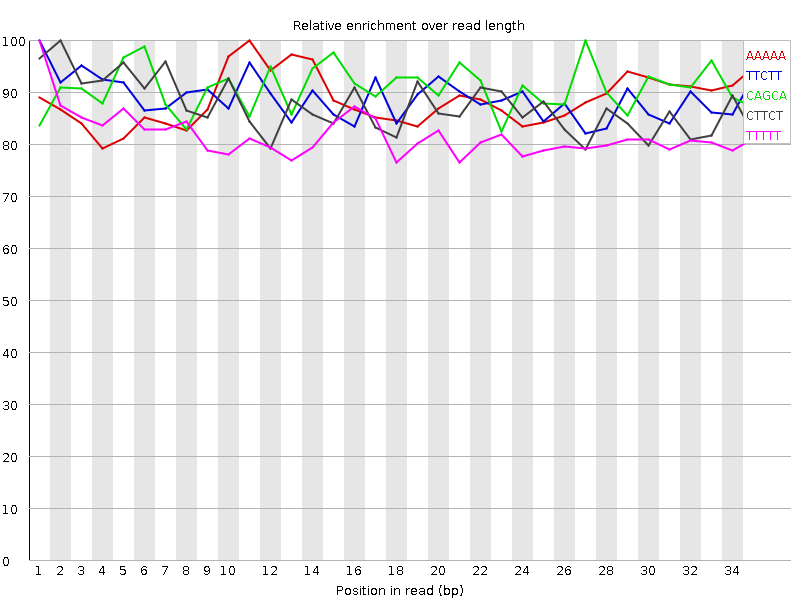 Relative enrichment over read length
100
90
80
70
60
50
40
30
20
10
0
AAAAA
TTCTT
CAGCA
CTTCT
TTTTT
1 2 3 4 5 6 7 8 9 10 12 14 16 18 20 22 24 26 28 30 32 34
Position in read (bp)